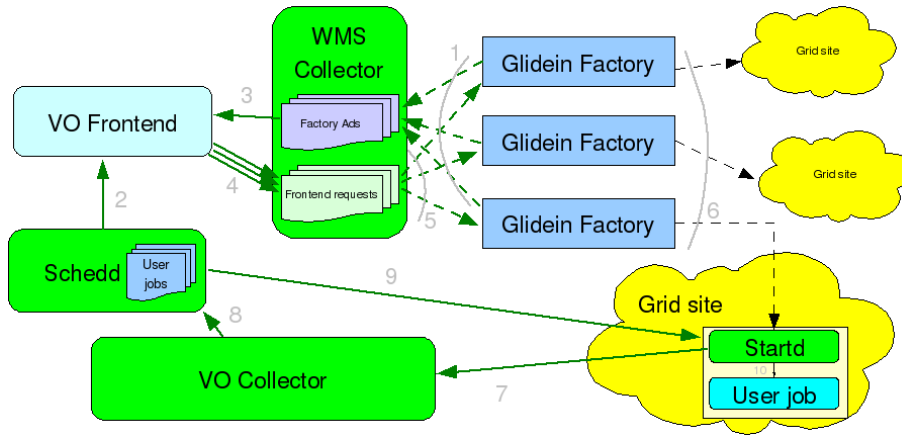 WMS
Collector
1
Glidein Factory
Grid site
3
Factory Ads
VO Frontend
Glidein Factory
Grid site
4
Frontend requests
2
5
Glidein Factory
6
Schedd
User
jobs
9
Grid site
8
Startd
VO Collector
7
10
User job